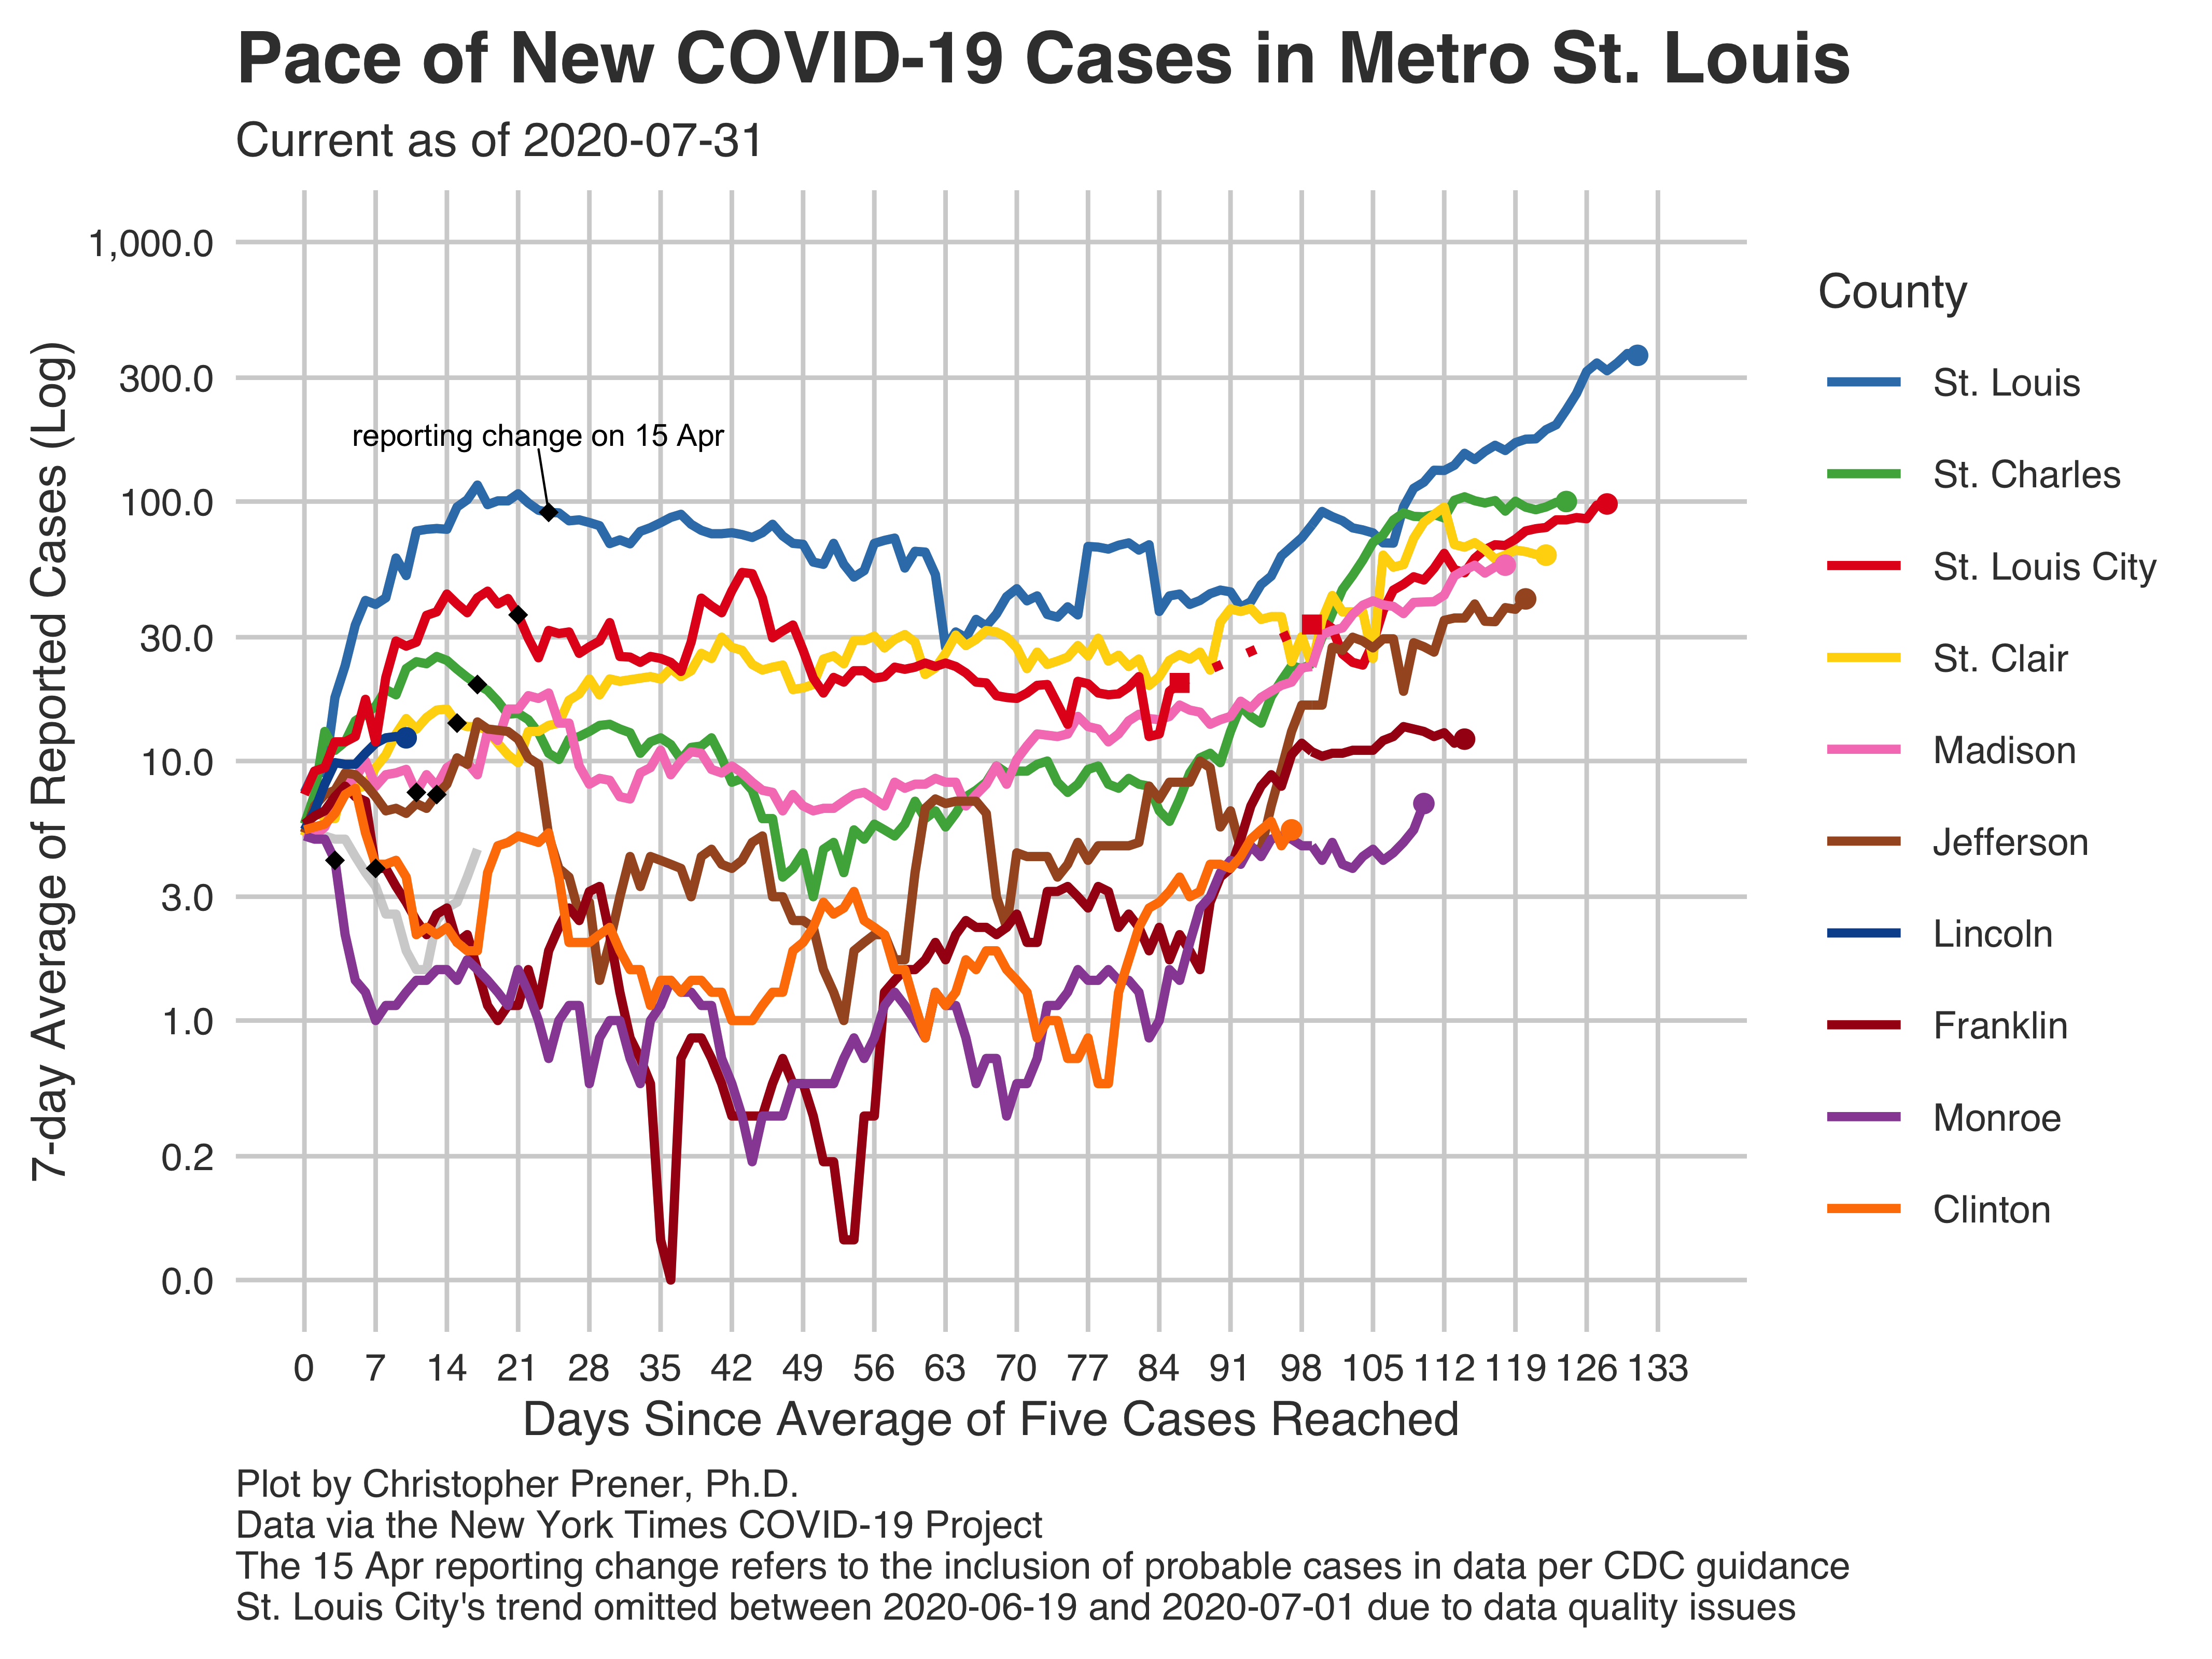 Pace of New COVID-19 Cases in Metro St. Louis
Current as of 2020-07-31
7-day Average of Reported Cases (Log)
1,000.0
300.0
100.0
30.0
10.0
3.0
1.0
0.2
0.0
reporting change on 15 Apr
0 7 14 21 28 35 42 49 56 63 70 77 84 91 98 105 112 119 126 133
Days Since Average of Five Cases Reached
County
St. Louis
St. Charles
St. Louis City
St. Clair
Madison
Jefferson
Lincoln
Franklin
Monroe
Clinton
Plot by Christopher Prener, Ph.D.
Data via the New York Times COVID-19 Project
The 15 Apr reporting change refers to the inclusion of probable cases in data per CDC guidance
St. Louis City's trend omitted between 2020-06-19 and 2020-07-01 due to data quality issues